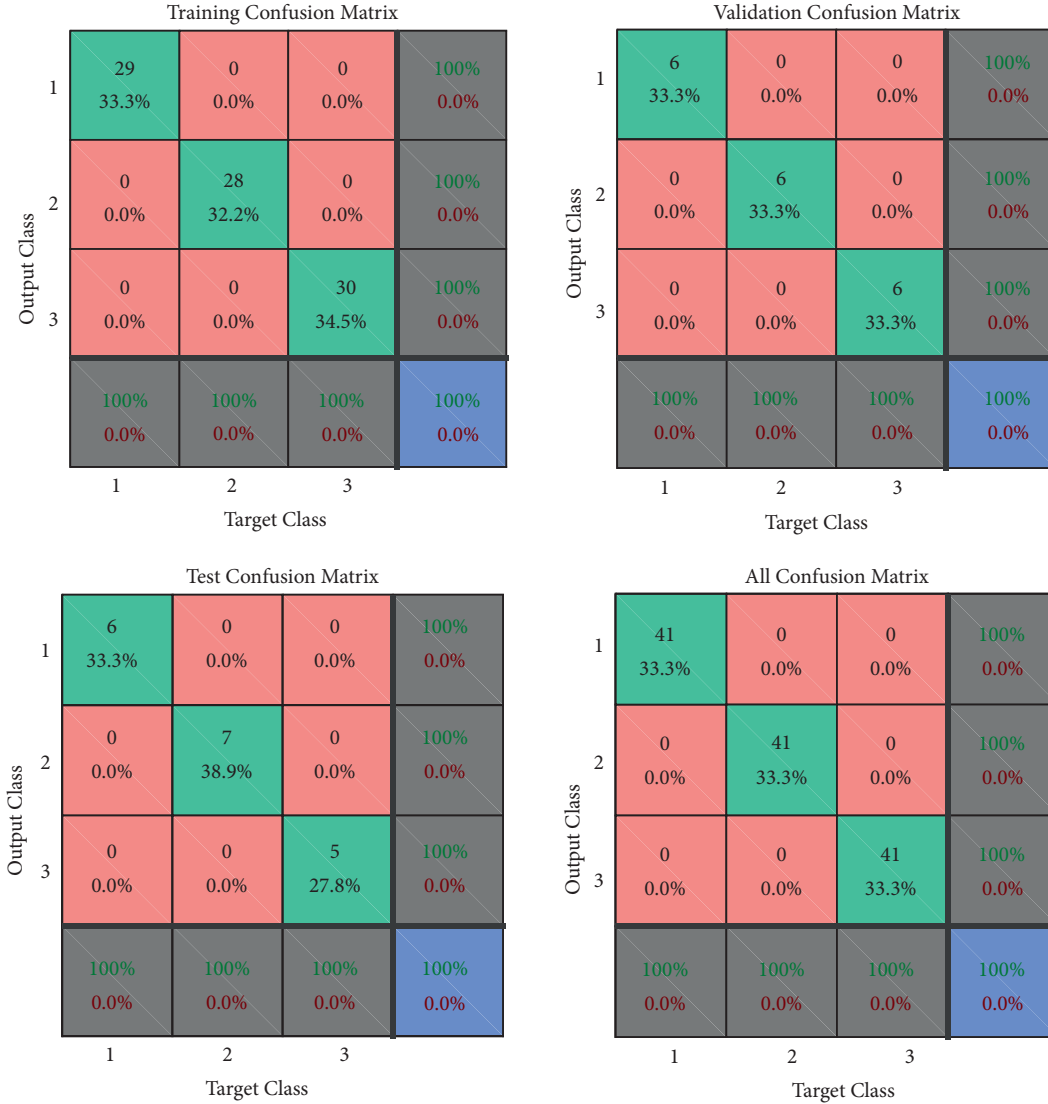 Training Confusion Matrix
29 0 0 100%
1
33.3% 0.0% 0.0% 0.0%
0 28 0 100%
2
0.0% 32.2% 0.0% 0.0%
0 0 30 100%
3
0.0% 0.0% 34.5% 0.0%
100% 100% 100% 100%
0.0% 0.0% 0.0% 0.0%
1 2 3
Target Class
Output Class
Validation Confusion Matrix
6 0 0 100%
1
33.3% 0.0% 0.0% 0.0%
0 6 0 100%
2
0.0% 33.3% 0.0% 0.0%
0 0 6 100%
3
0.0% 0.0% 33.3% 0.0%
100% 100% 100% 100%
0.0% 0.0% 0.0% 0.0%
1 2 3
Target Class
Output Class
Test Confusion Matrix
6 0 0 100%
1
33.3% 0.0% 0.0% 0.0%
0 7 0 100%
2
0.0% 38.9% 0.0% 0.0%
0 0 5 100%
3
0.0% 0.0% 27.8% 0.0%
100% 100% 100% 100%
0.0% 0.0% 0.0% 0.0%
1 2 3
Target Class
Output Class
All Confusion Matrix
41 0 0 100%
1
33.3% 0.0% 0.0% 0.0%
0 41 0 100%
2
0.0% 33.3% 0.0% 0.0%
0 0 41 100%
3
0.0% 0.0% 33.3% 0.0%
100% 100% 100% 100%
0.0% 0.0% 0.0% 0.0%
1 2 3
Target Class
Output Class